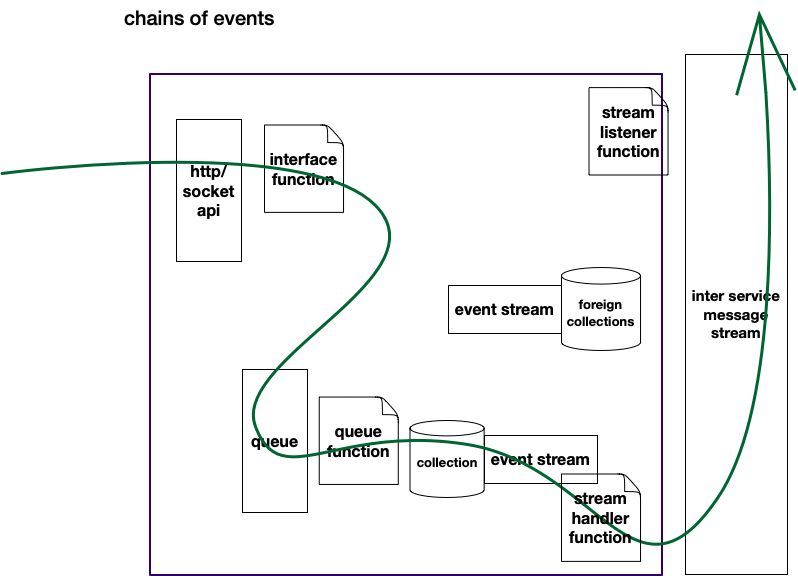 chains of events
http/
socket
api
interface
function
stream
listener
function
event stream
foreign
collections
inter service
message
stream
queue
queue
function
collection
event stream
stream
handler
function